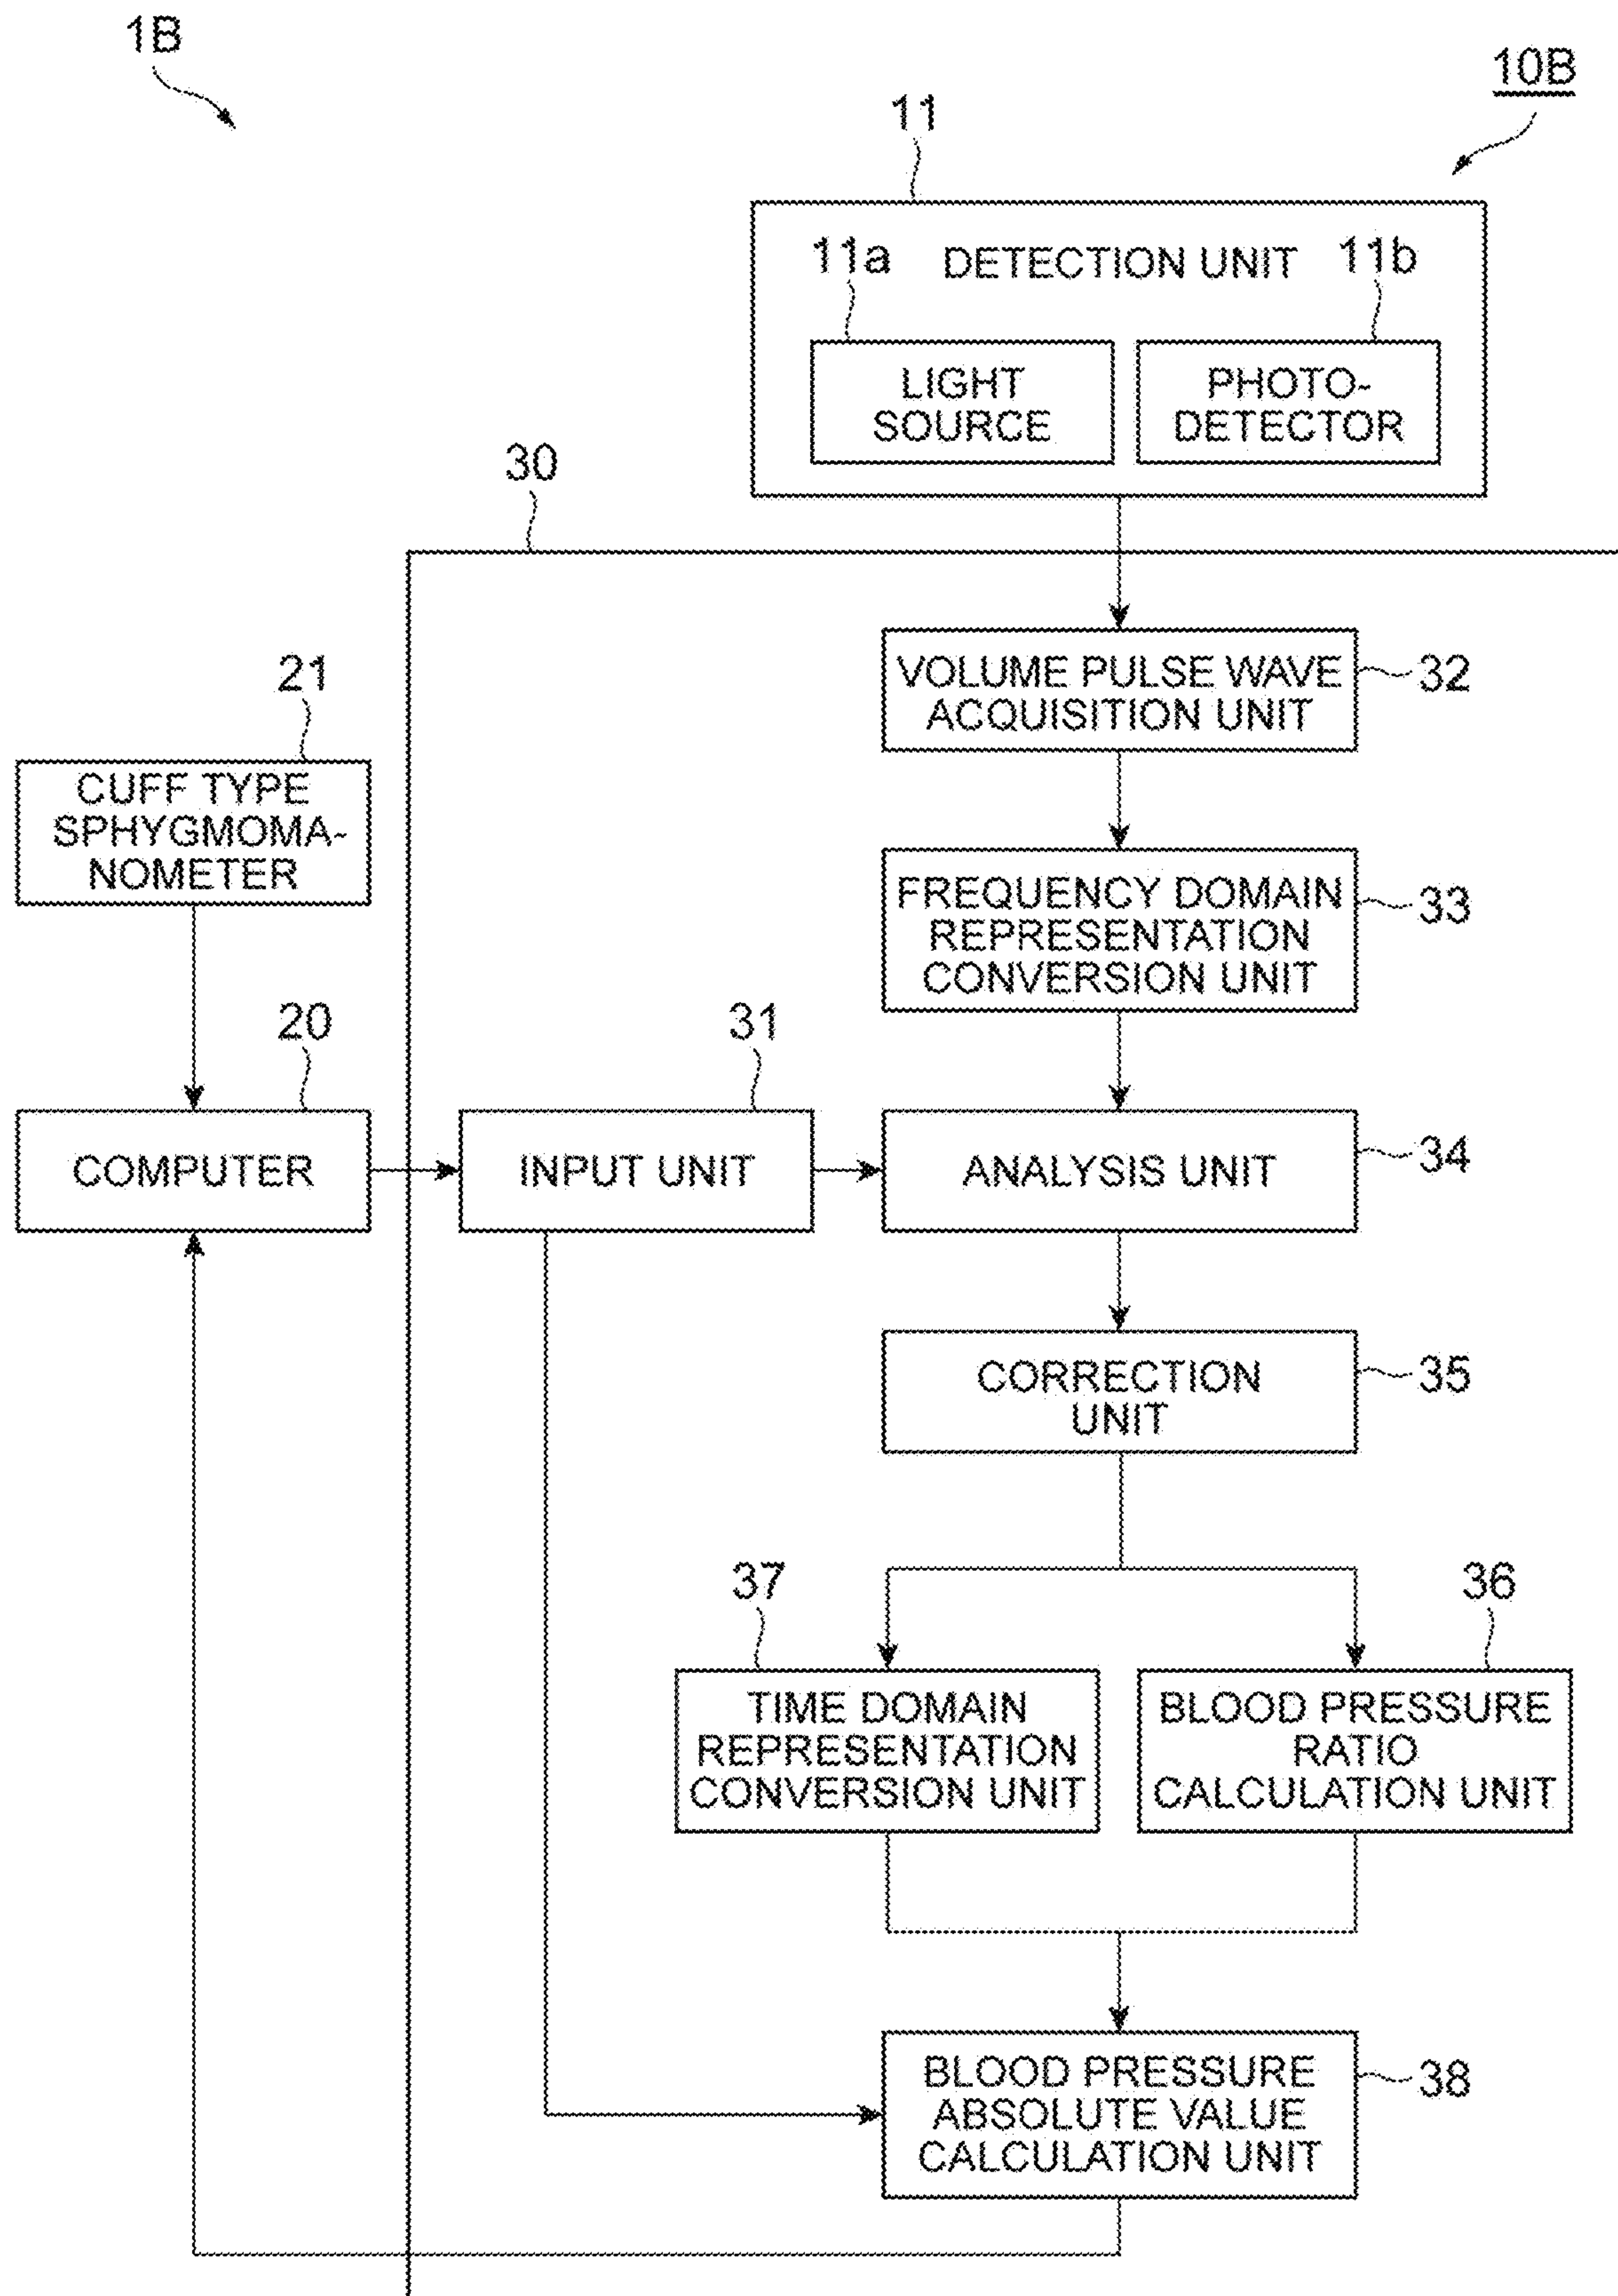 1B
10B
11
11a
DETECTION UNIT
11b
LIGHT
SOURCE
PHOTO-
DETECTOR
30
VOLUME PULSE WAVE
ACQUISITION UNIT
32
21
CUFF TYPE
SPHYGMOMA-
NOMETER
FREQUENCY DOMAIN
REPRESENTATION
CONVERSION UNIT
33
20
31
COMPUTER
INPUT UNIT
ANALYSIS UNIT
34
CORRECTION
UNIT
35
37
36
TIME DOMAIN
REPRESENTATION
CONVERSION UNIT
BLOOD PRESSURE
RATIO
CALCULATION UNIT
BLOOD PRESSURE
ABSOLUTE VALUE
CALCULATION UNIT
38